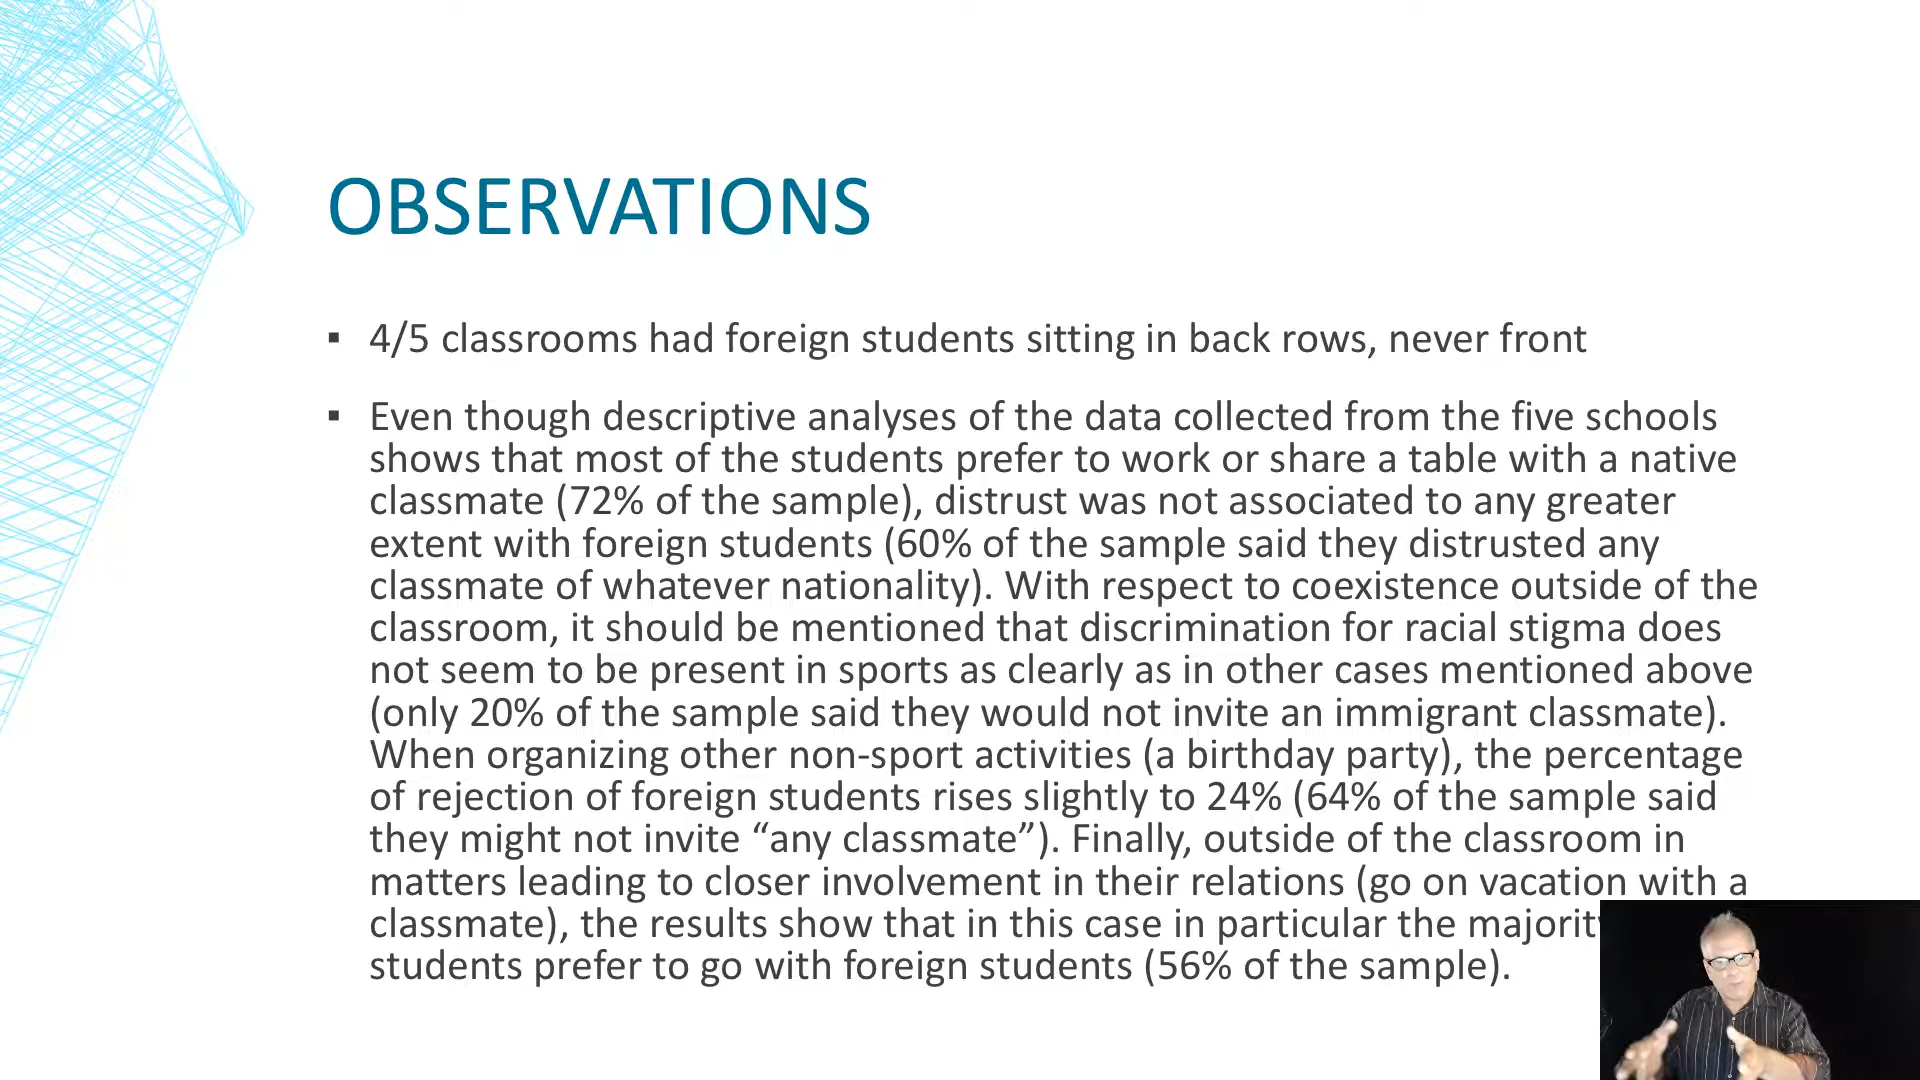 OBSERVATIONS
▪ 4/5 classrooms had foreign students sitting in back rows, never front
▪ Even though descriptive analyses of the data collected from the five schools
shows that most of the students prefer to work or share a table with a native
classmate (72% of the sample), distrust was not associated to any greater
extent with foreign students (60% of the sample said they distrusted any
classmate of whatever nationality). With respect to coexistence outside of the
classroom, it should be mentioned that discrimination for racial stigma does
not seem to be present in sports as clearly as in other cases mentioned above
(only 20% of the sample said they would not invite an immigrant classmate).
When organizing other non-sport activities (a birthday party), the percentage
of rejection of foreign students rises slightly to 24% (64% of the sample said
they might not invite “any classmate”). Finally, outside of the classroom in
matters leading to closer involvement in their relations (go on vacation with a
classmate), the results show that in this case in particular the majority
students prefer to go with foreign students (56% of the sample).